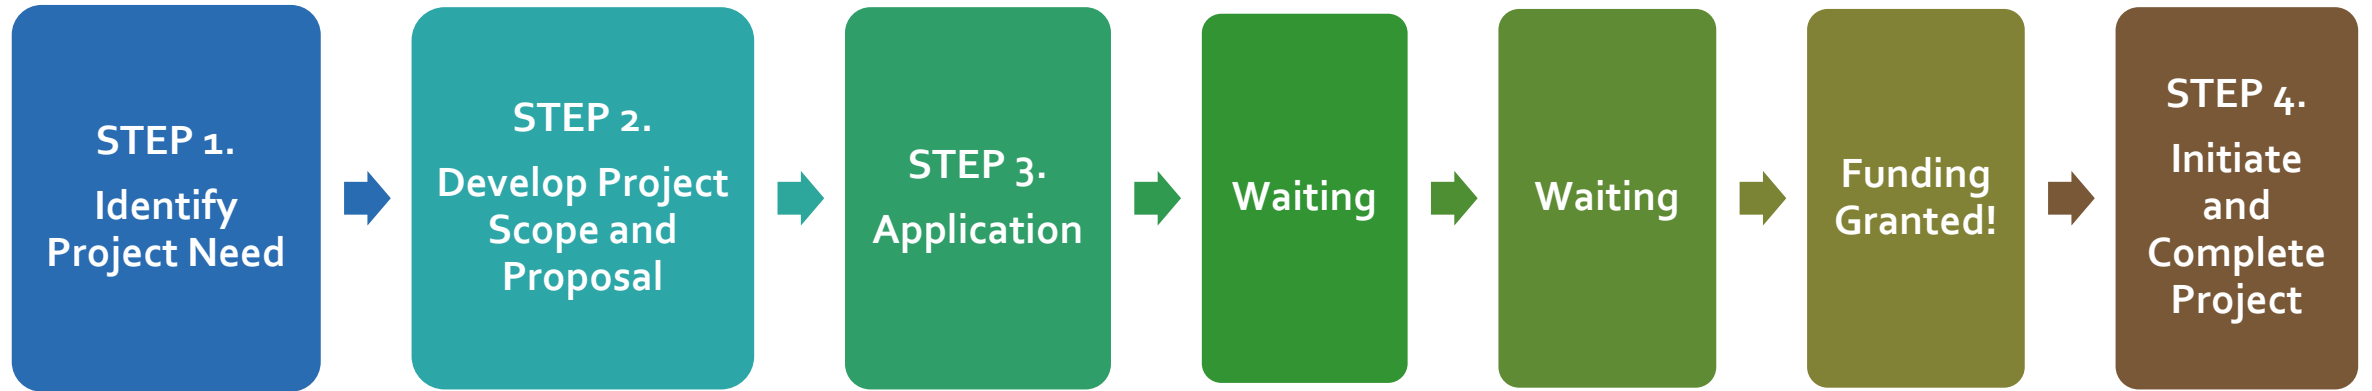 STEP 1.
Identify
Project Need
STEP 2.
Develop Project
Scope and
Proposal
STEP 3.
Application
Waiting
Waiting
Funding
Granted!
STEP 4.
Initiate
and
Complete
Project